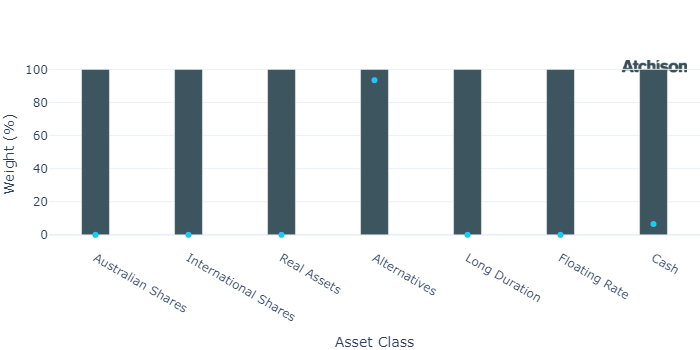 Atchison
100
80
60
40
20
0
Weight (%)
Australian Shares
International Shares
Real Assets
Alternatives
Long Duration
Floating Rate
Cash
Asset Class